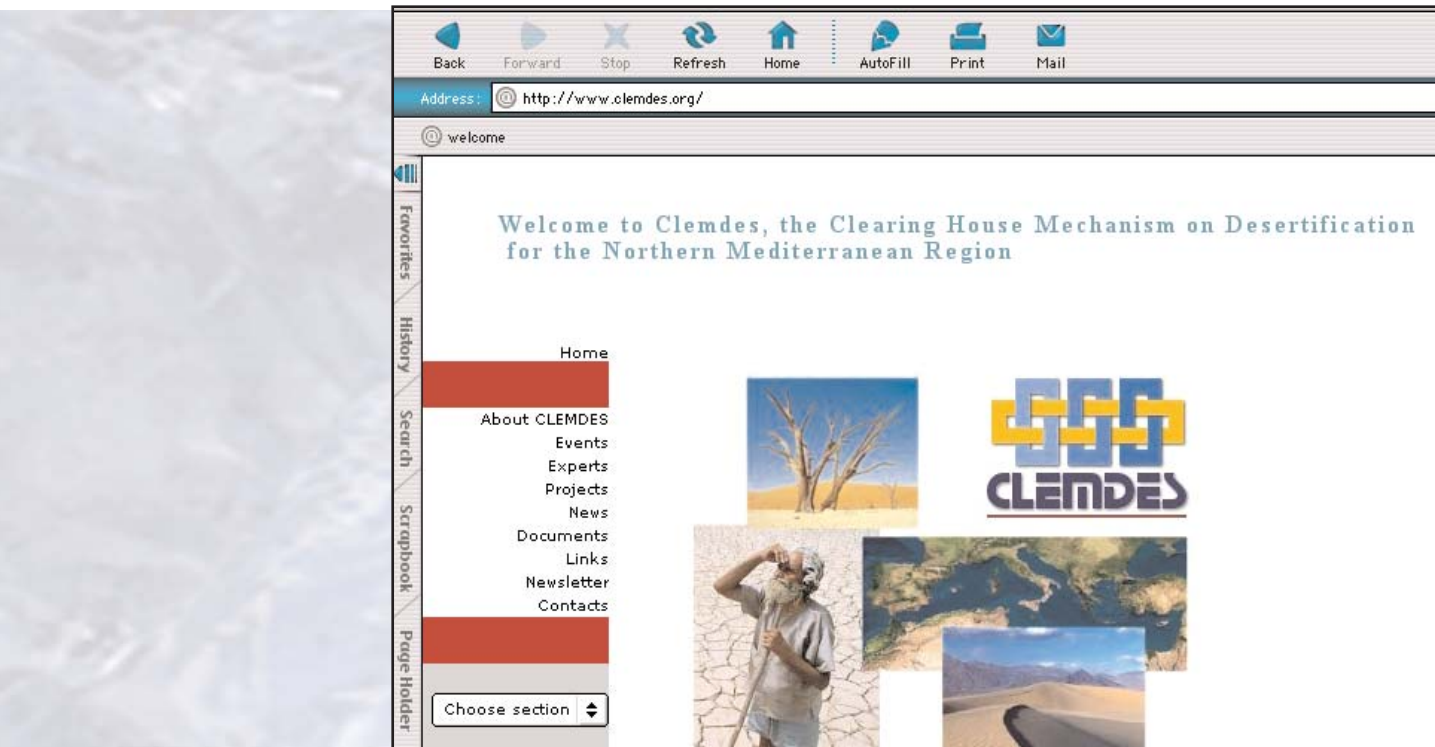 Back Forward Stop Refresh Home AutoFill Print Mail
Address: @ http://www.clemdes.org/
@ welcome
Favorites
History
Search
Scrapbook
Page Holder
Welcome to Clemdes, the Clearing House Mechanism on Desertification
for the Northern Mediterranean Region
Home
About CLEMDES
Events
Experts
Projects
News
Documents
Links
Newsletter
Contacts
Choose section
CLEMDES